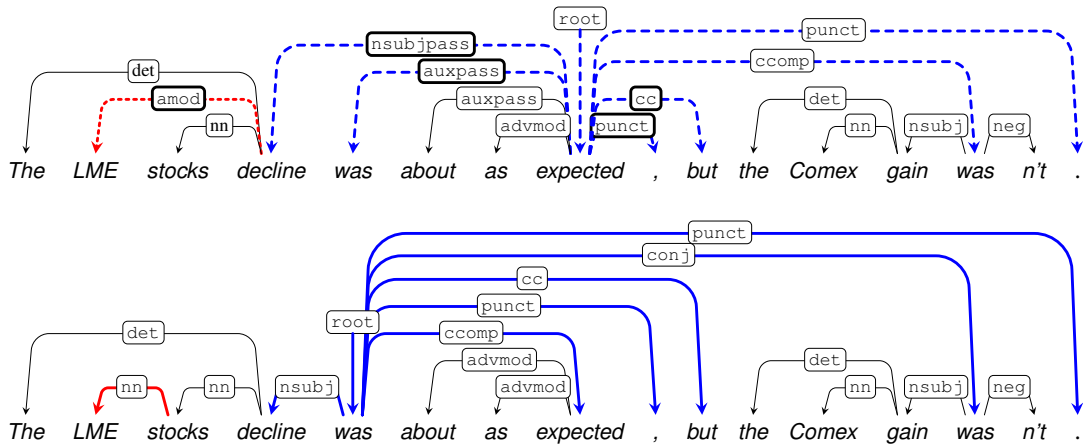 root
punct
nsubjpass
ccomp
det
auxpass
amod
auxpass
cc
det
nn
advmod
punct
nn
nsubj
neg
The LME stocks decline was about as expected , but the Comex gain was n't .
punct
conj
cc
punct
root
det
ccomp
advmod
det
nn
nn
nsubj
advmod
nn
nsubj
neg
The LME stocks decline was about as expected , but the Comex gain was n't .